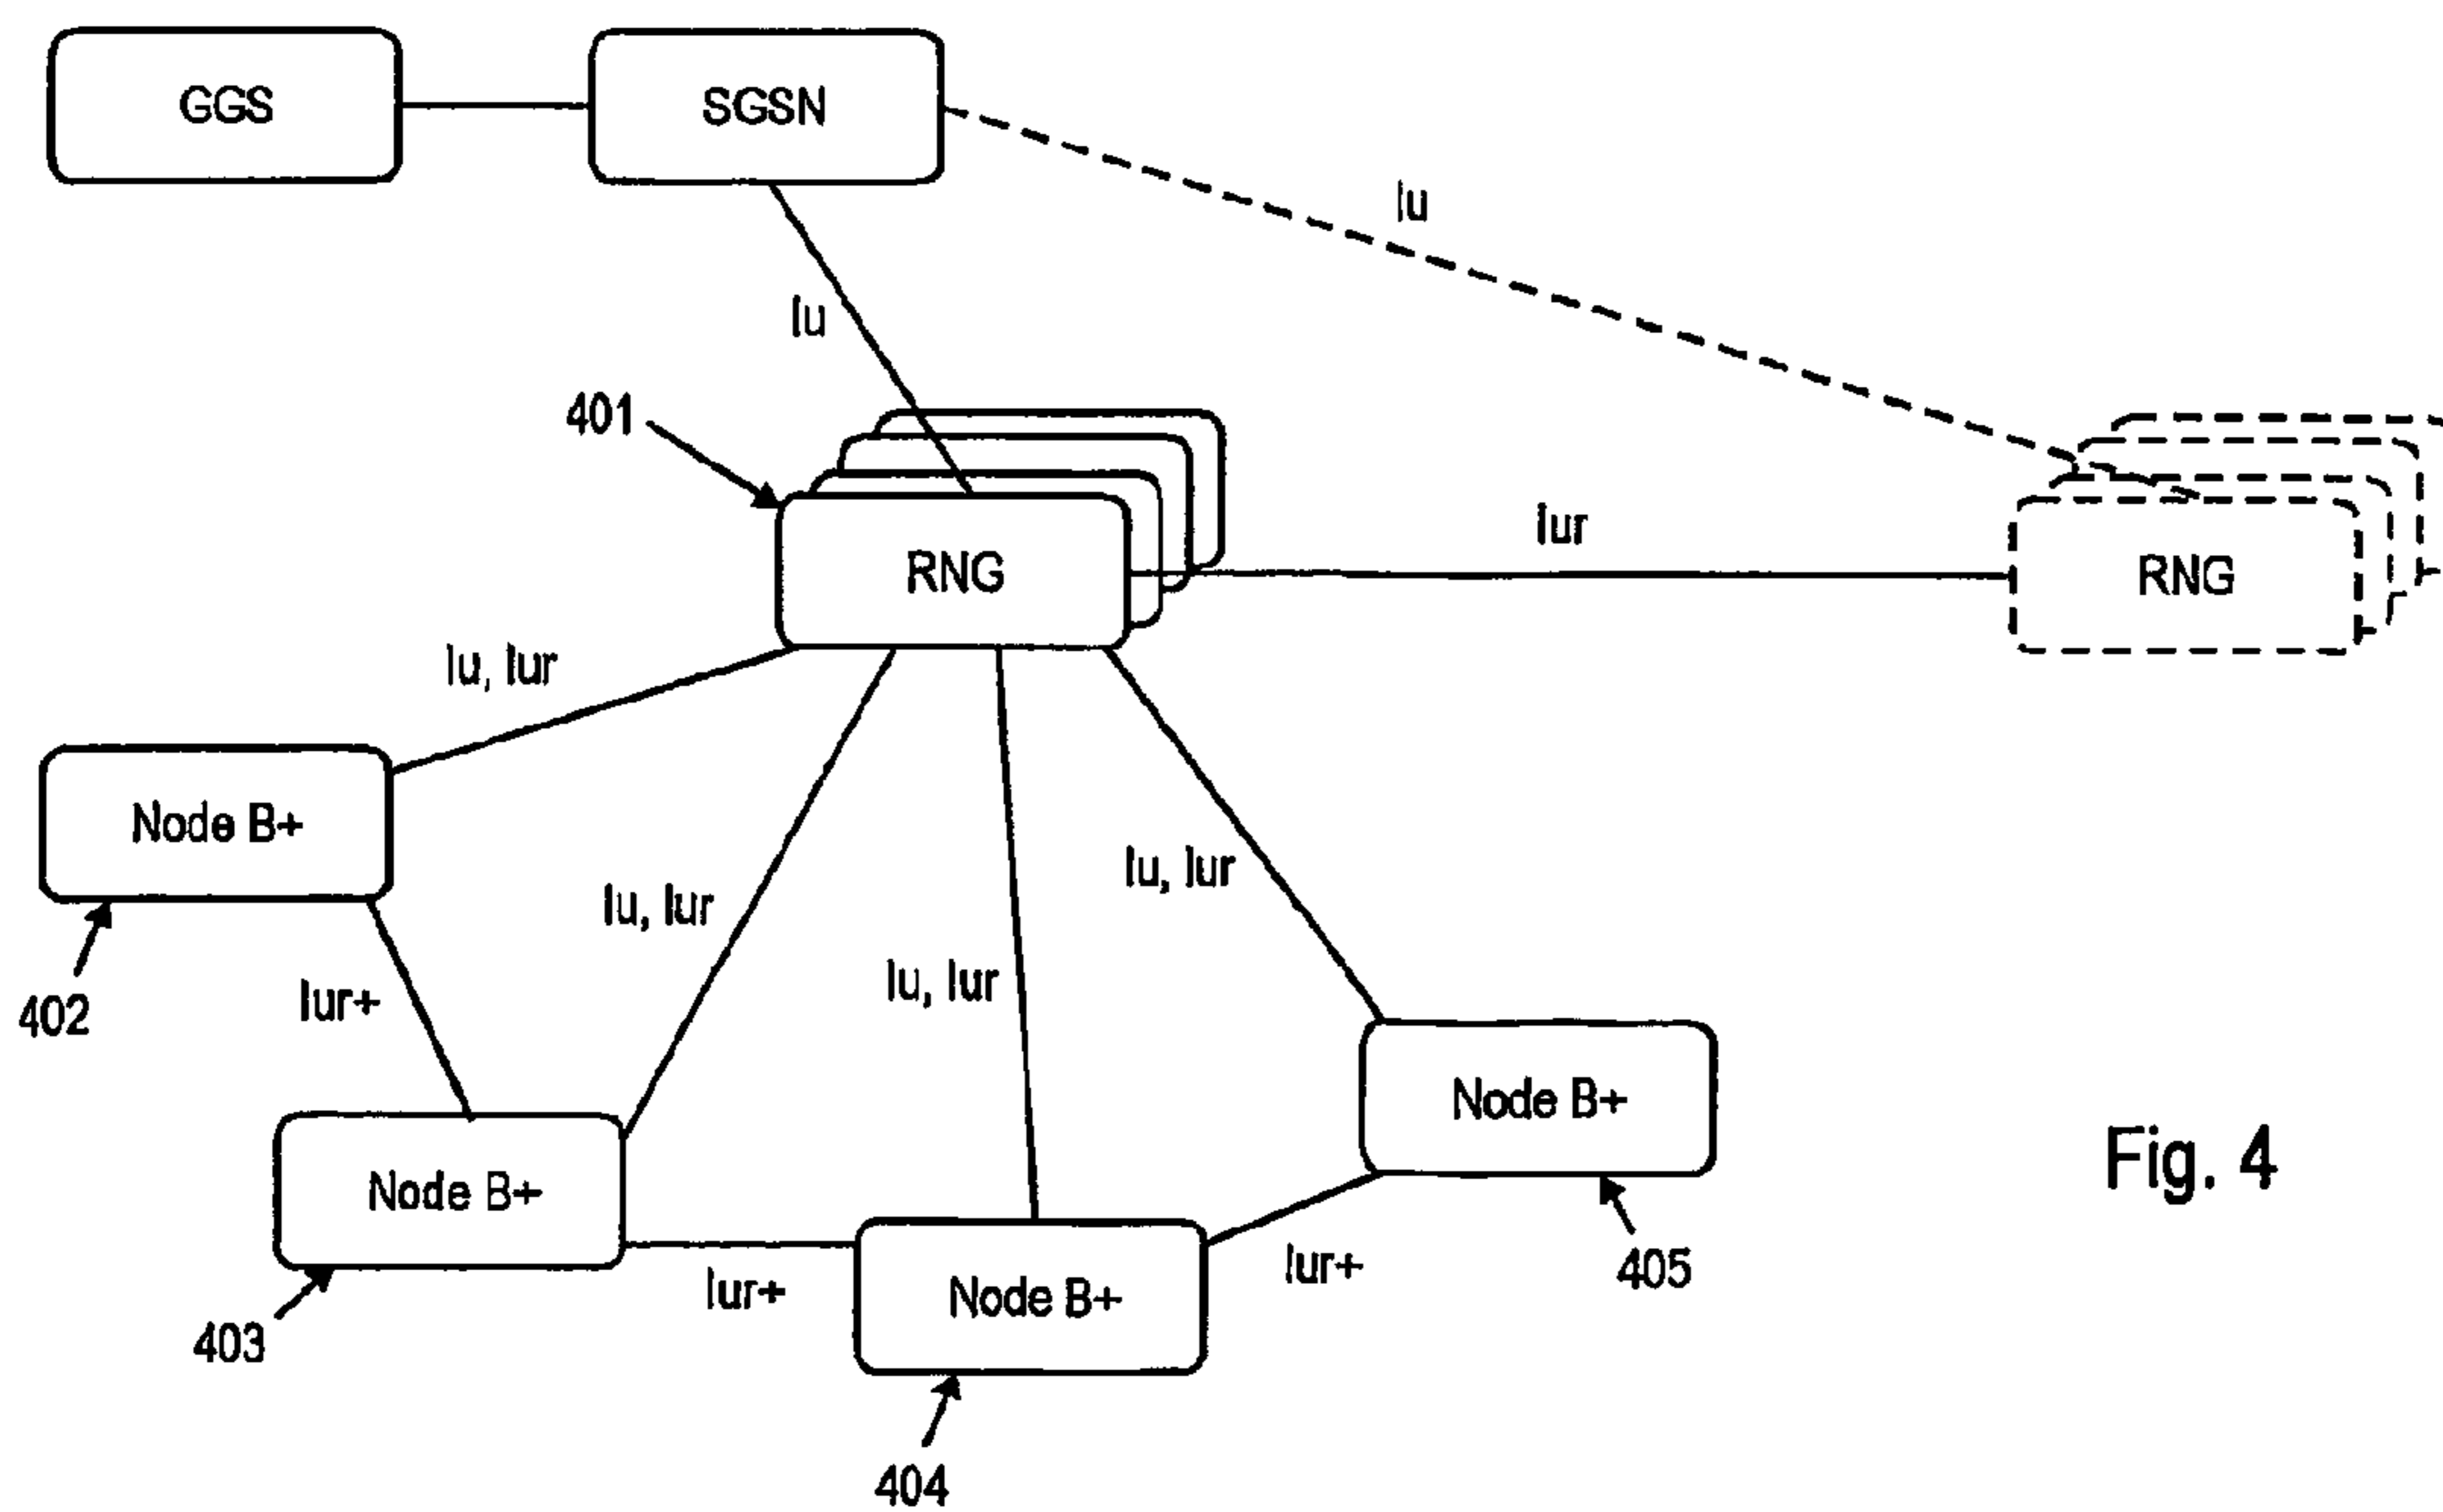 GGS
SGSN
Iu
Iu
401
RNG
Iur
RNG
Iu, Iur
Node B+
Iu, Iur
Iu, Iur
Iu, Iur
402
Iur+
Node B+
Node B+
Fig. 4
Iur+
Node B+
Iur+
405
403
404